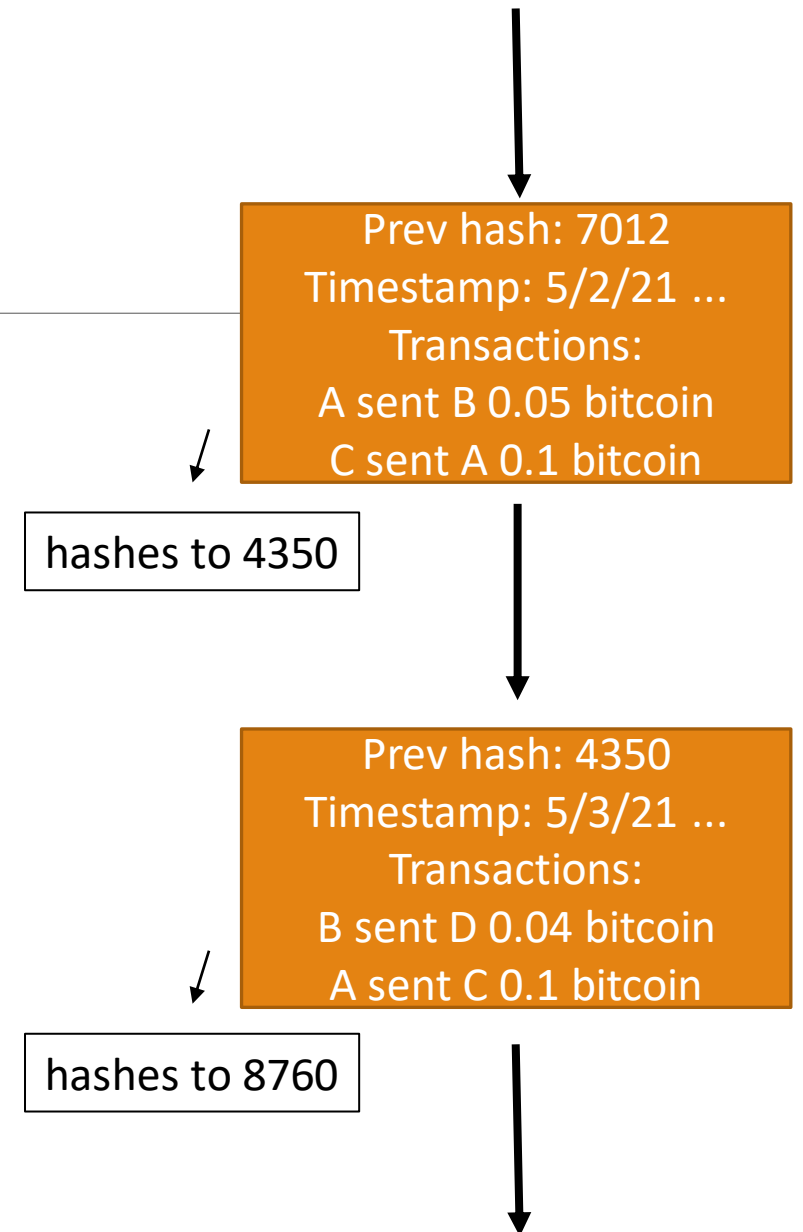 Prev hash: 7012
Timestamp: 5/2/21 ...
Transactions:
A sent B 0.05 bitcoin
C sent A 0.1 bitcoin
hashes to 4350
Prev hash: 4350
Timestamp: 5/3/21 ...
Transactions:
B sent D 0.04 bitcoin
A sent C 0.1 bitcoin
hashes to 8760